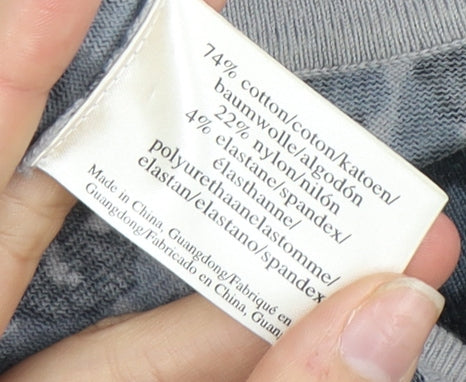 74% cotton/coton/katoen/
baumwolle/algodón
22% nylon/nilón
4% elastane/spandex/
élasthanne/
polyurethaanelastomme/
elastan/elastano/spandex
Made in China, Guangdong/Fabriqué en
Guangdong/Fabricado en China,